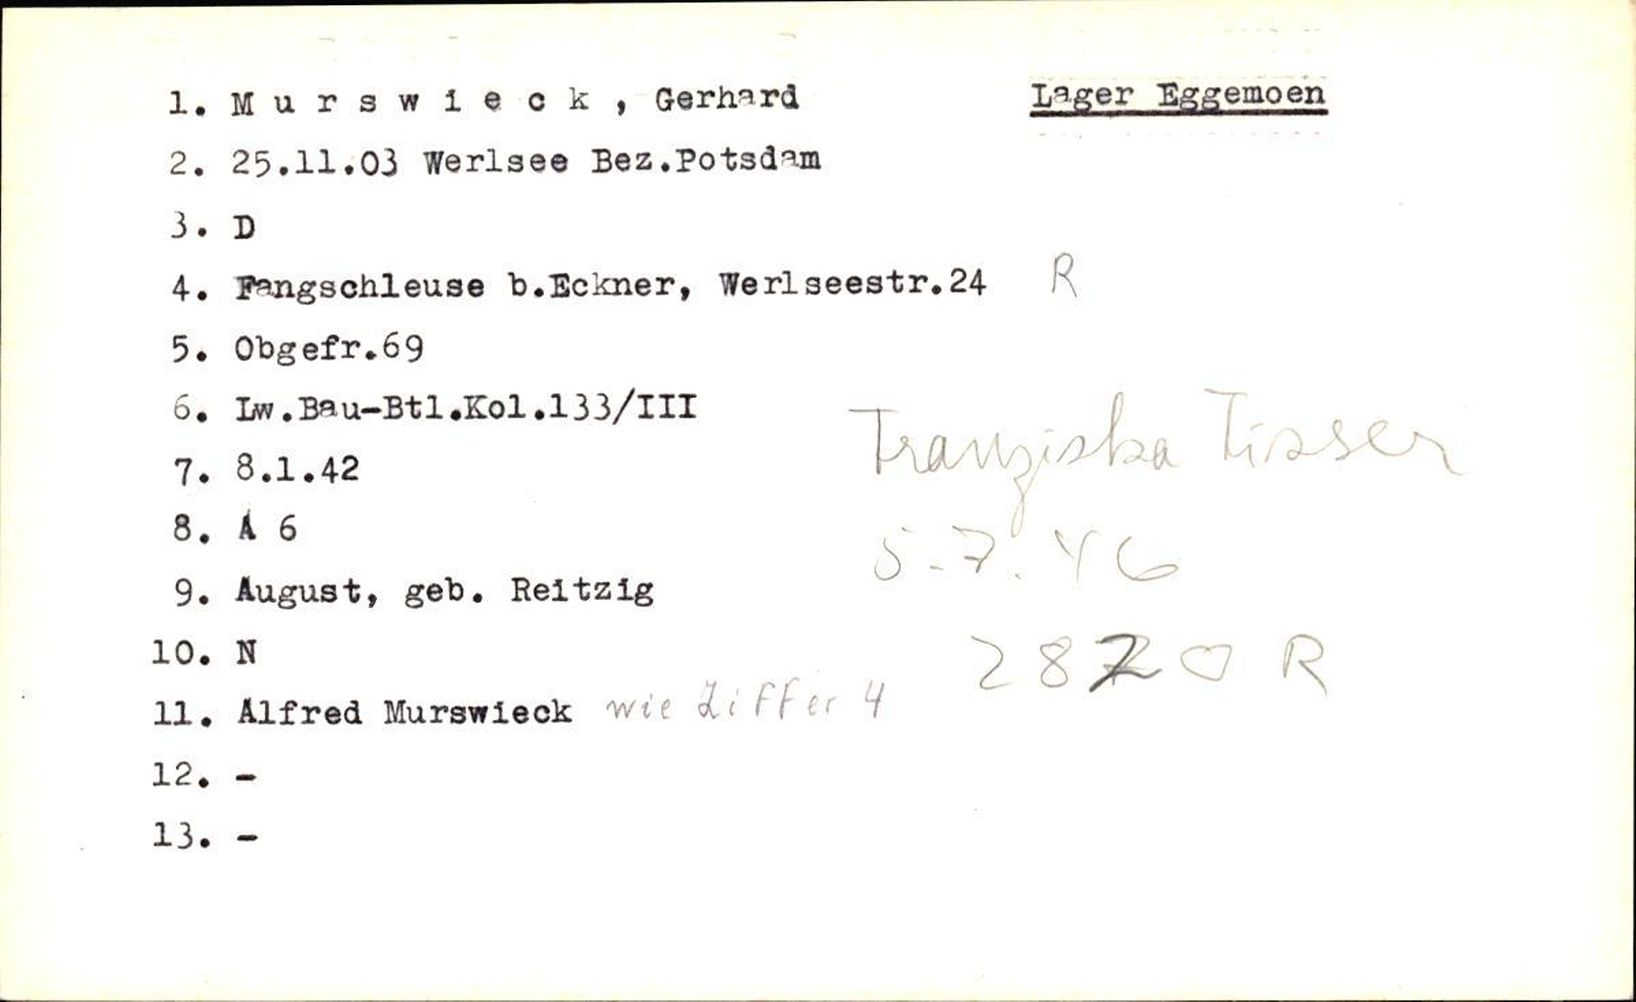 1. M u r s w i e c k , Gerhard
Lager Eggemoen
2. 25.11.03 Werlsee Bez.Potsdam
3. D
4. Fangschleuse b.Eckner, Werlseestr.24 R
5. Obgefr.69
6. Lw.Bau-Btl.Kol.133/III
7. 8.1.42
Franziska
8. A 6
5.7.46
9. August, geb. Reitzig
10. N
28 ♡ R
11. Alfred Murswieck wie Ziffer 4
12. -
13. -